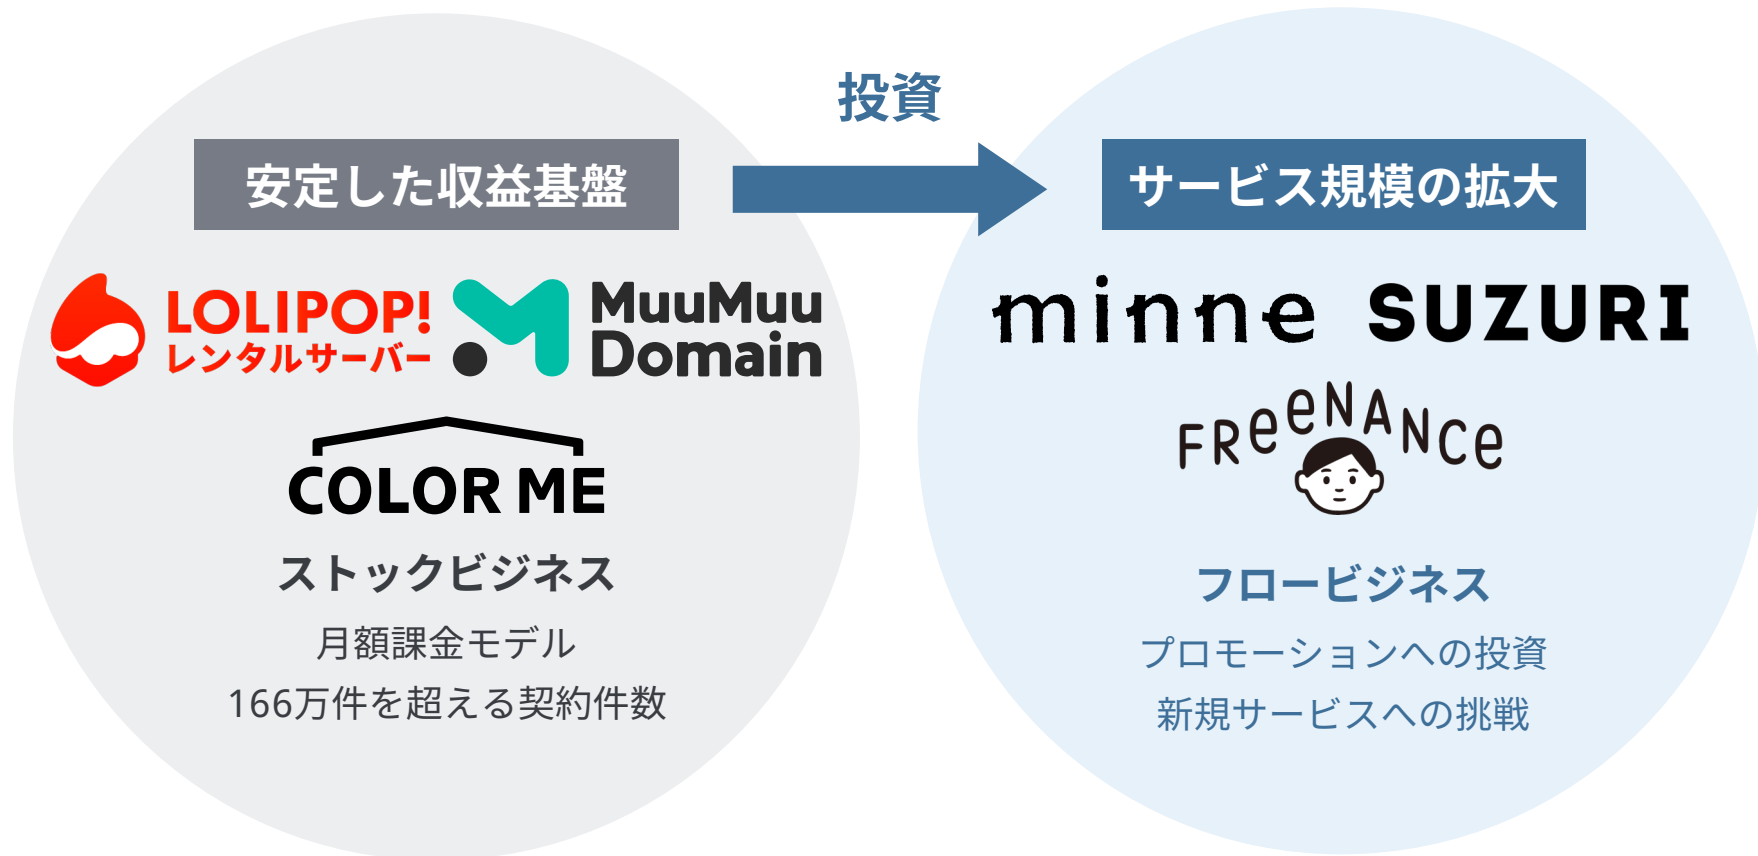 投資
安定した収益基盤
LOLIPOP!
レンタルサーバー
MuuMuu
Domain
COLOR ME
ストックビジネス
月額課金モデル
166万件を超える契約件数
サービス規模の拡大
minne
SUZURI
FReeNANce
フロービジネス
プロモーションへの投資
新規サービスへの挑戦